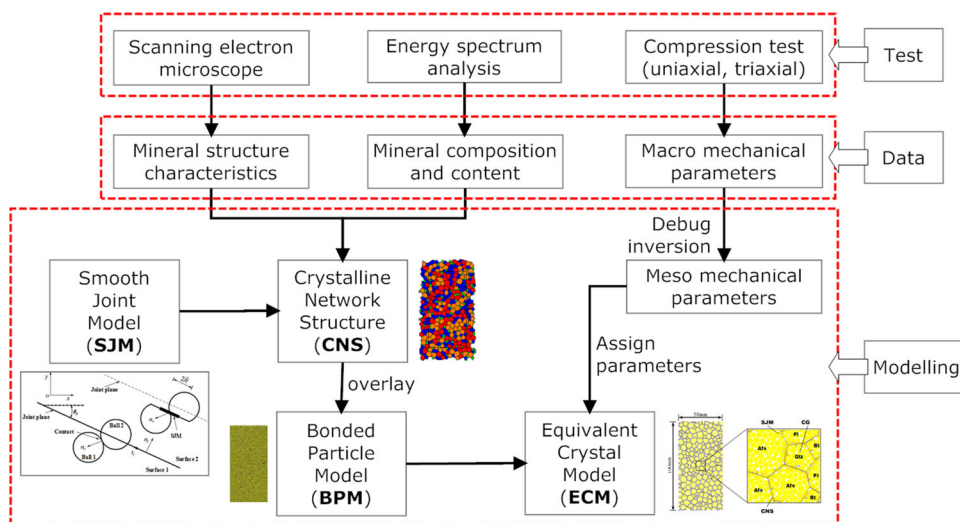 Scanning electron
microscope
Energy spectrum
analysis
Compression test
(uniaxial, triaxial)
Test
Mineral structure
characteristics
Mineral composition
and content
Macro mechanical
parameters
Data
Debug
inversion
Smooth
Joint
Model
(SJM)
Crystalline
Network
Structure
(CNS)
Meso mechanical
parameters
Assign
parameters
Modelling
overlay
y
o
x
Joint plane
Joint plane
Contact
Ball 2
Ball 1
SJM
Surface 2
Surface 1
Bonded
Particle
Model
(BPM)
Equivalent
Crystal
Model
(ECM)
70mm
SJM
CG
Pl
Bt
Afs
Qtz
Pl
Afs
Bt
CNS